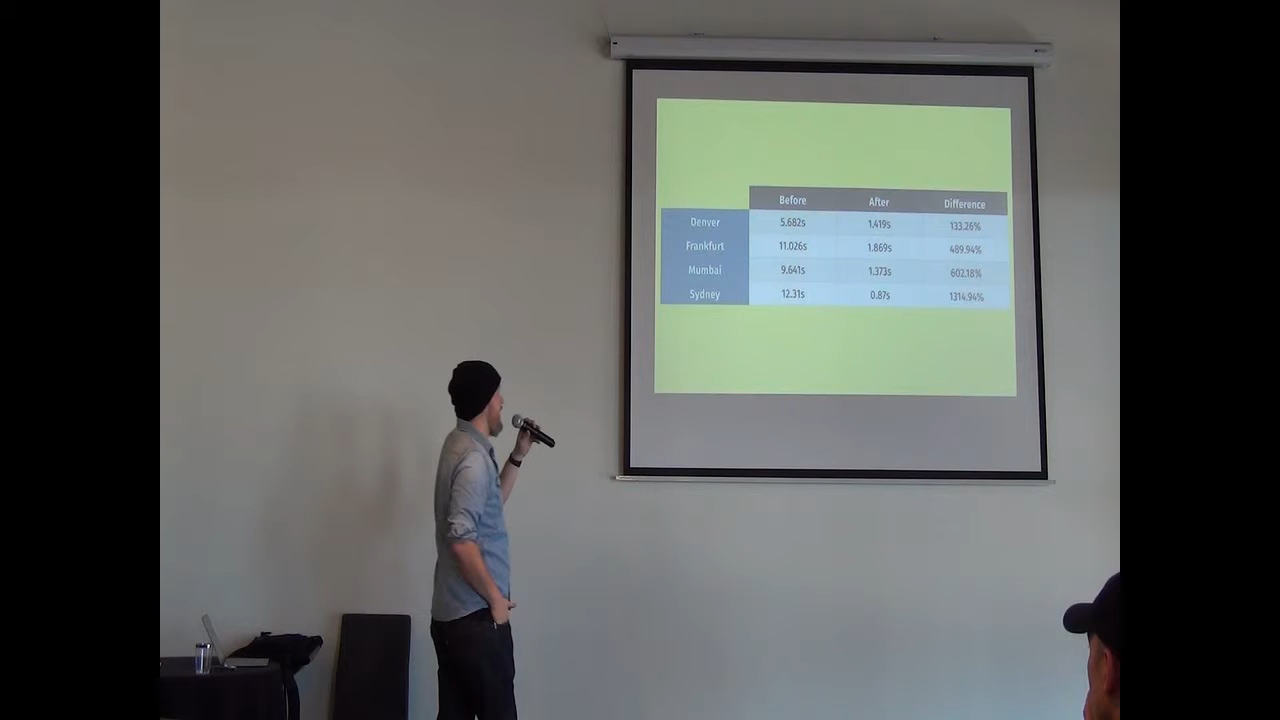 Before After Difference
Denver 5.682s 1.419s 133.26%
Frankfurt 11.026s 1.869s 489.94%
Mumbai 9.641s 1.373s 602.18%
Sydney 12.31s 0.87s 1314.94%